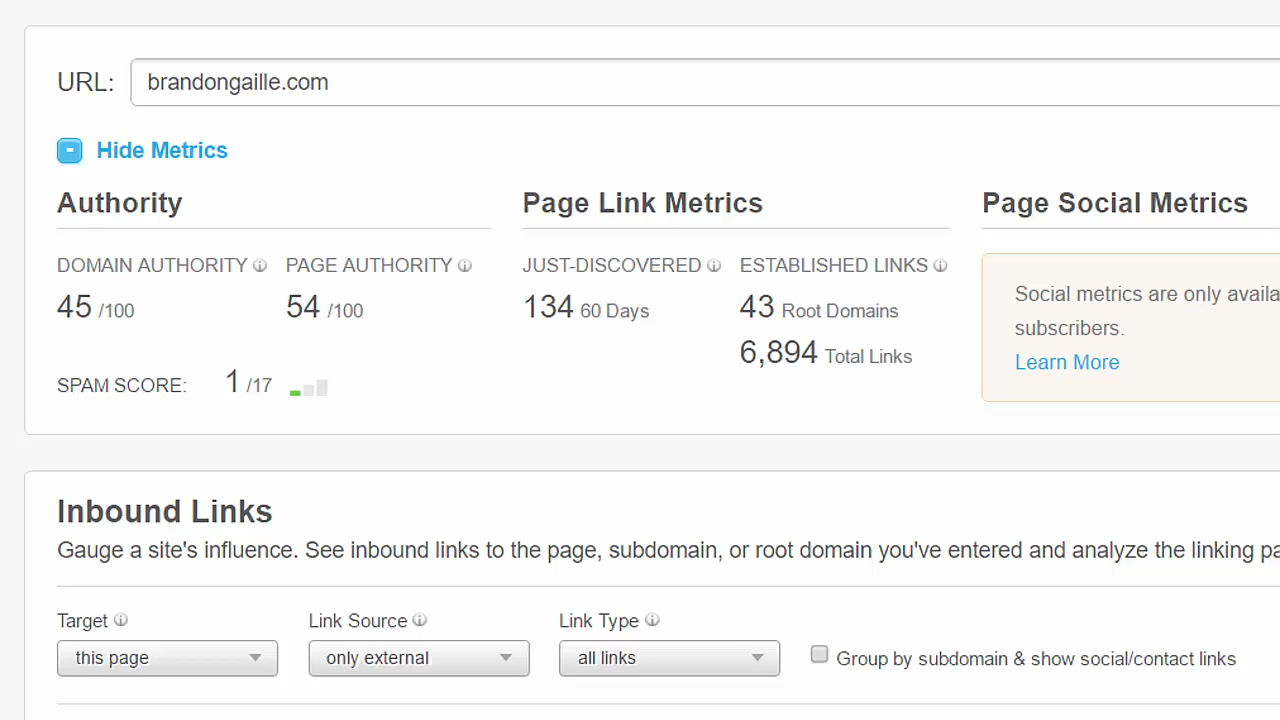 URL: brandongaille.com
Hide Metrics
Authority
DOMAIN AUTHORITY
45 /100
PAGE AUTHORITY
54 /100
SPAM SCORE: 1 /17
Page Link Metrics
JUST-DISCOVERED
134 60 Days
ESTABLISHED LINKS
43 Root Domains
6,894 Total Links
Page Social Metrics
Social metrics are only availa
subscribers.
Learn More
Inbound Links
Gauge a site's influence. See inbound links to the page, subdomain, or root domain you've entered and analyze the linking pa
Target
this page
Link Source
only external
Link Type
all links
Group by subdomain & show social/contact links